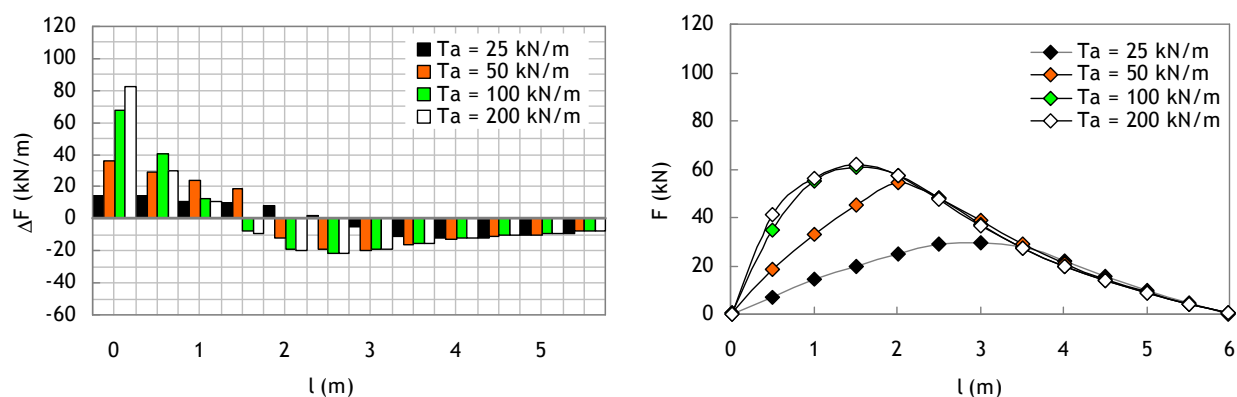 120
100
80
60
40
20
0
-20
-40
-60
ΔF (kN/m)
Ta = 25 kN/m
Ta = 50 kN/m
Ta = 100 kN/m
Ta = 200 kN/m
0 1 2 3 4 5
l (m)
120
100
80
60
40
20
0
F (kN)
Ta = 25 kN/m
Ta = 50 kN/m
Ta = 100 kN/m
Ta = 200 kN/m
0 1 2 3 4 5 6
l (m)